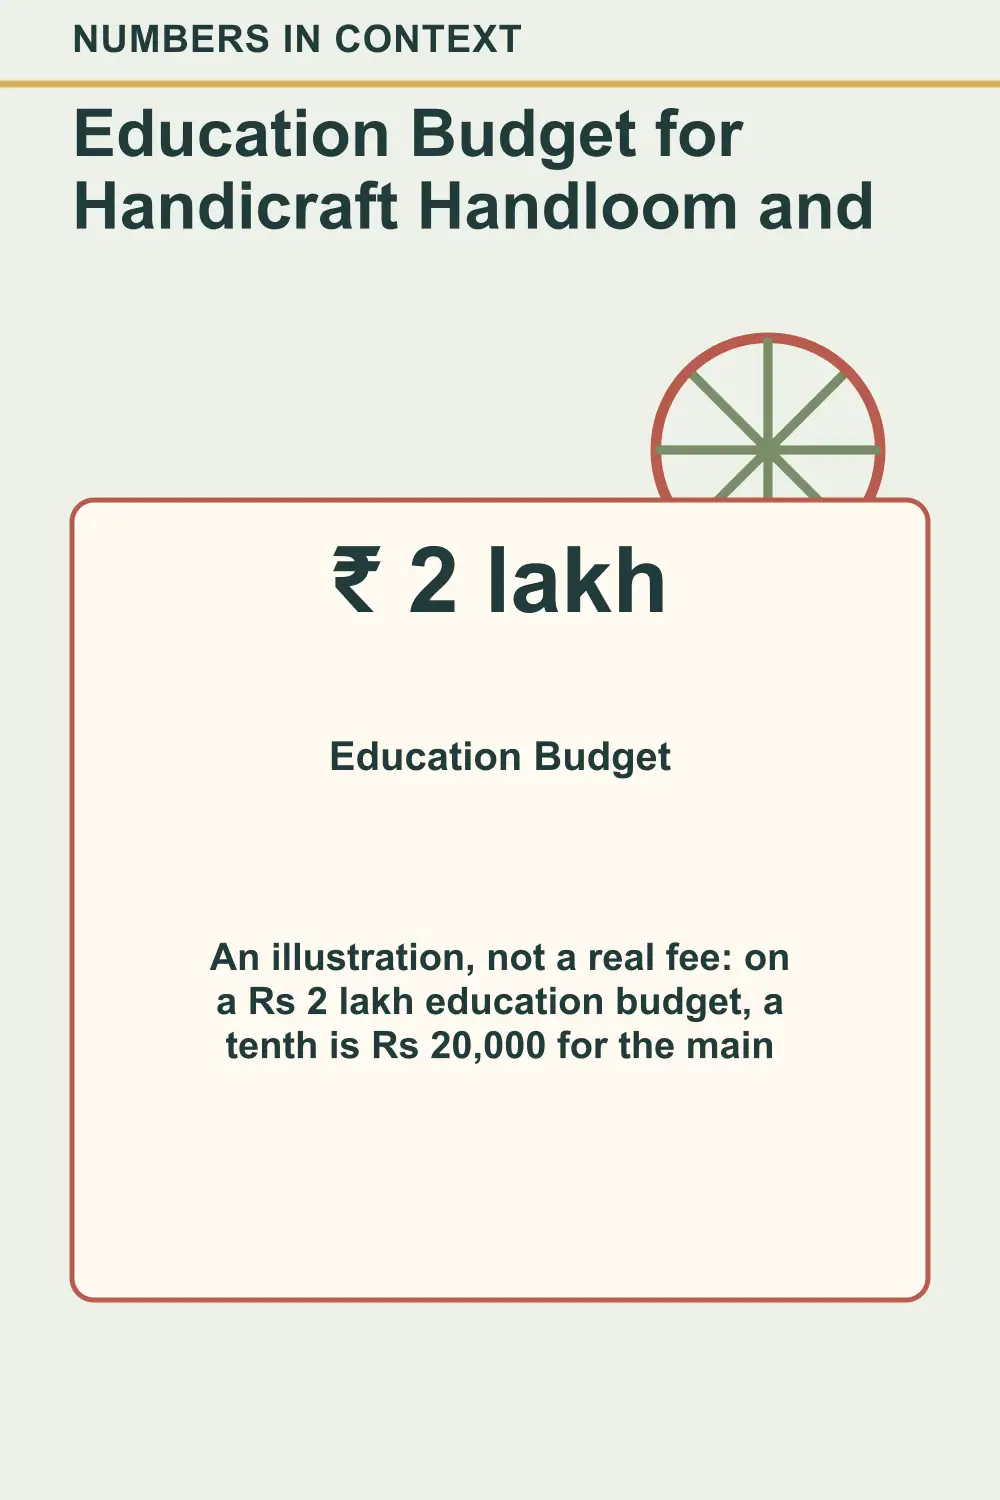 NUMBERS IN CONTEXT
Education Budget for
Handicraft Handloom and
₹ 2 lakh
Education Budget
An illustration, not a real fee: on
a Rs 2 lakh education budget, a
tenth is Rs 20,000 for the main